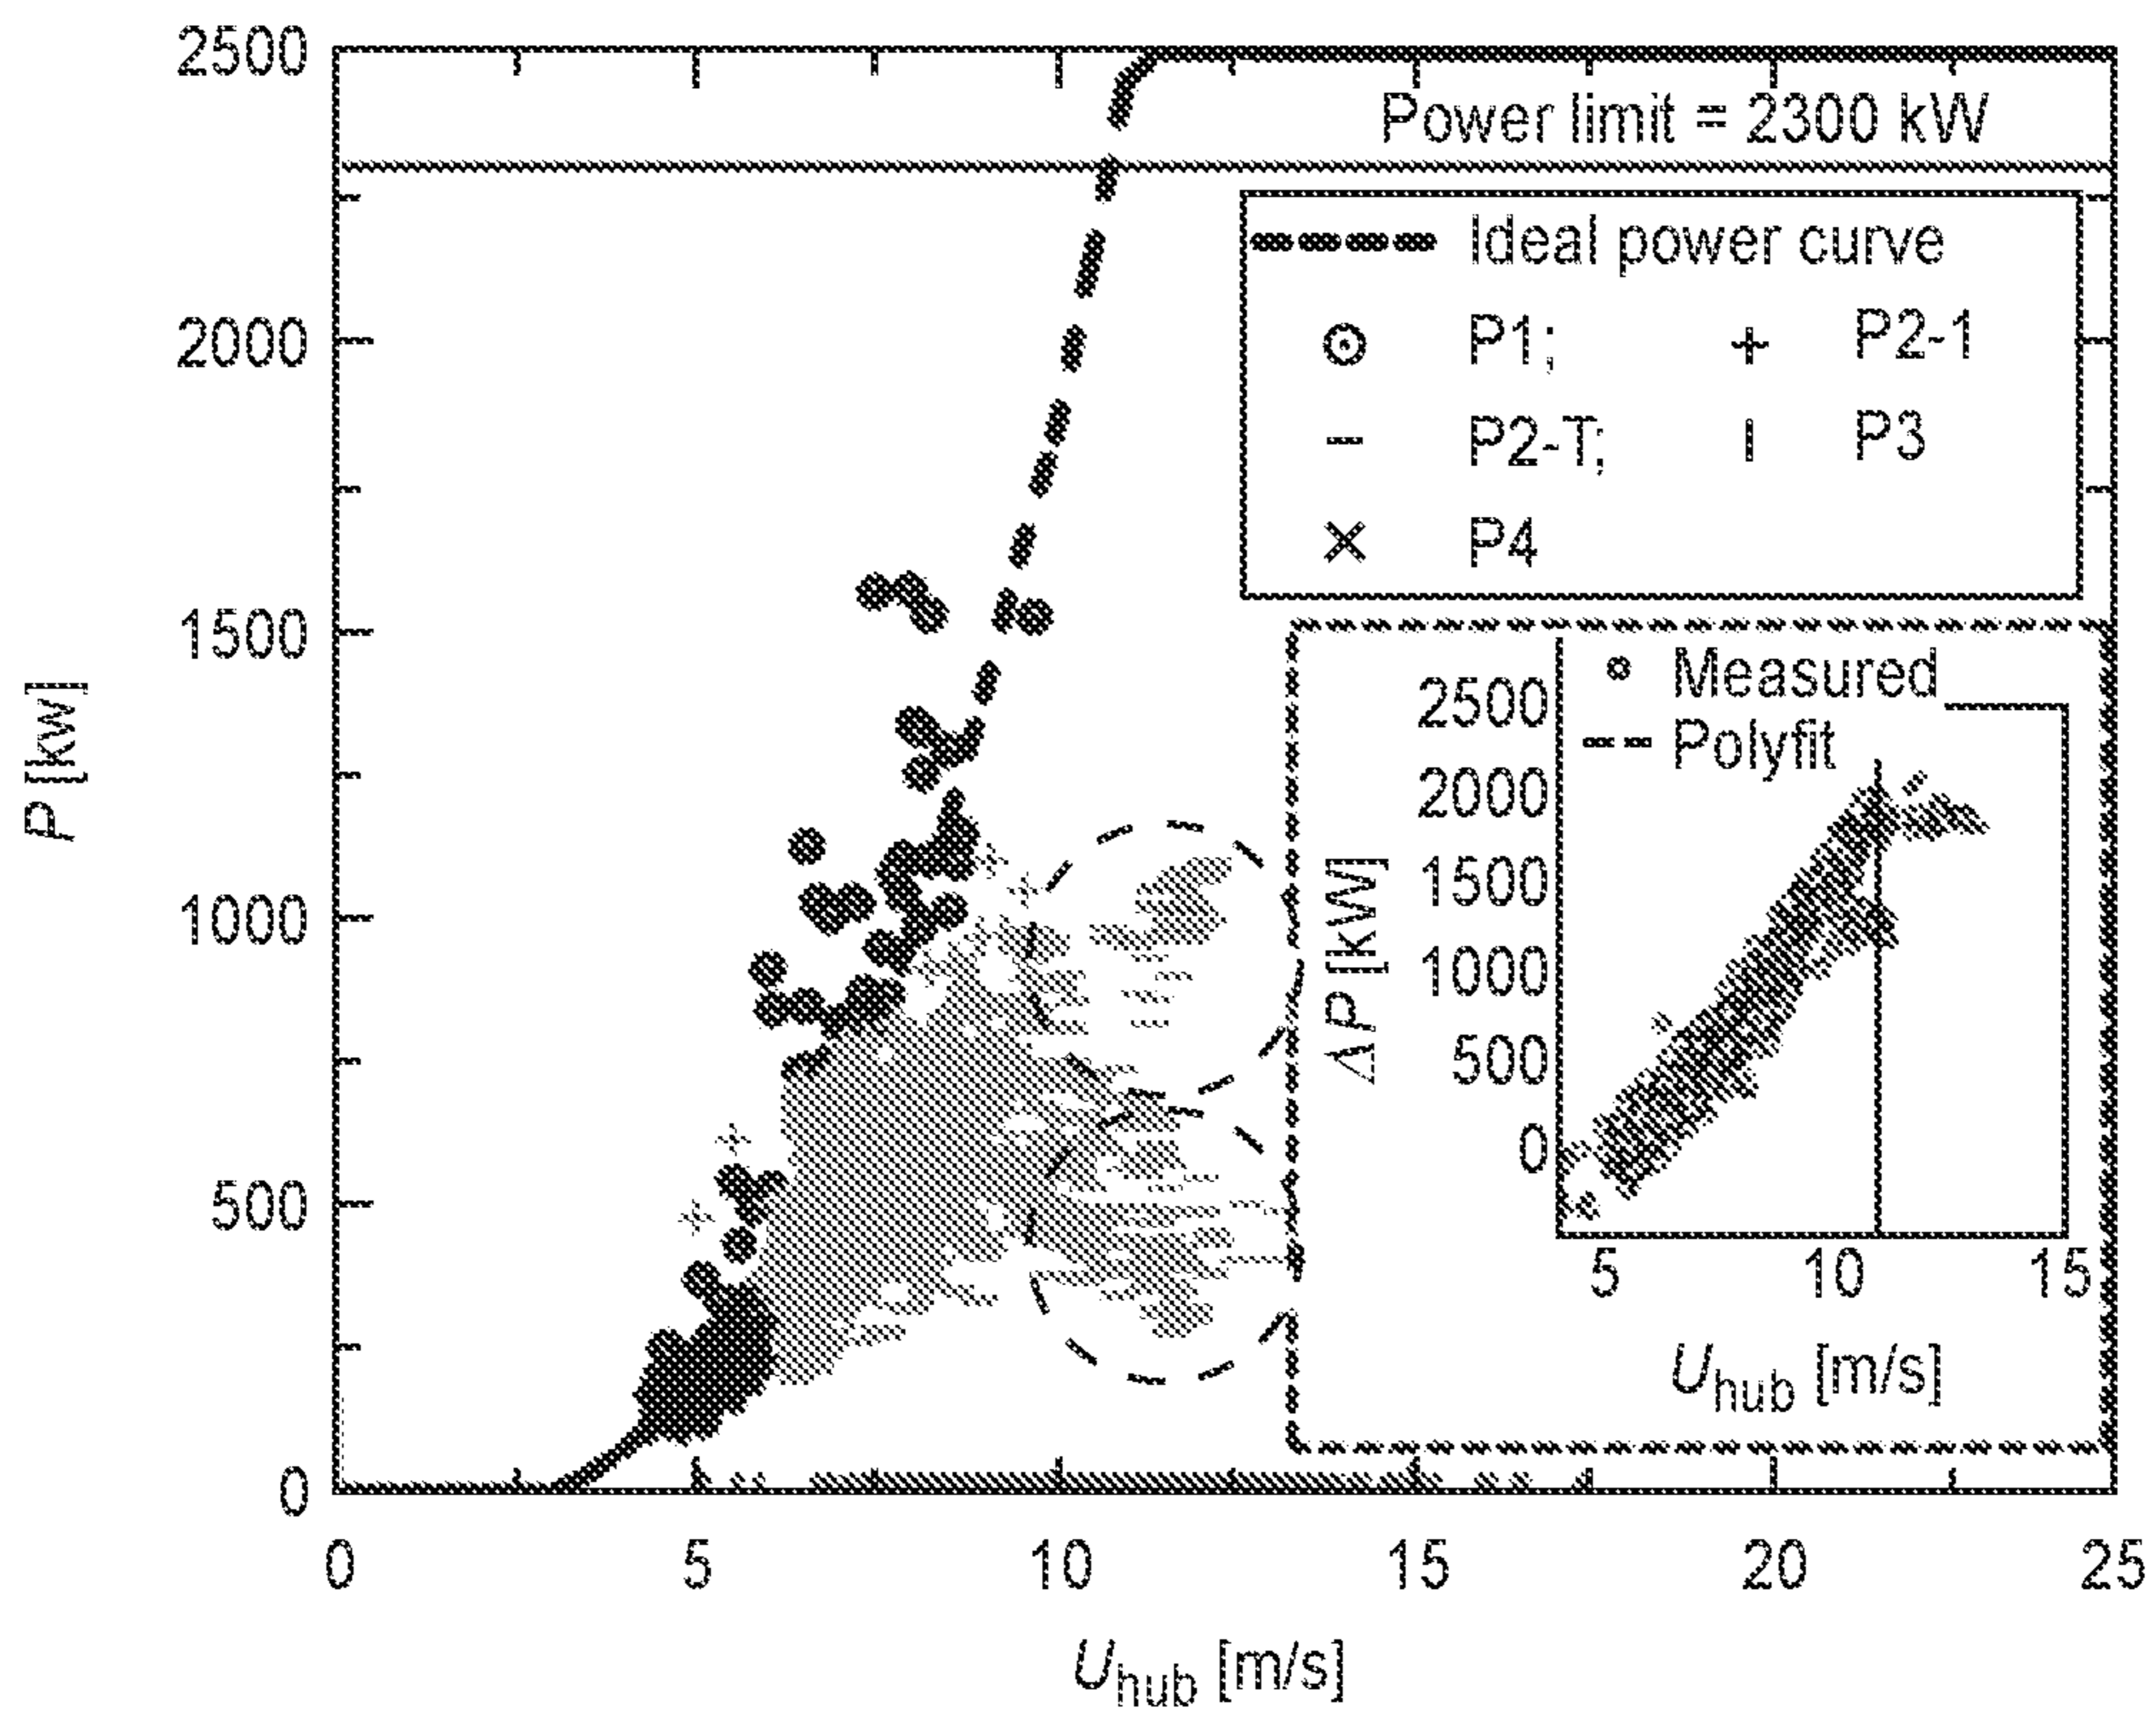 2500
Power limit = 2300 kW
Ideal power curve
P1; P2-1
P2-T; P3
P4
2000
1500
1000
500
0
P [kw]
0 5 10 15 20 25
Uhub [m/s]
Measured
Polyfit
2500
2000
1500
1000
500
0
ΔP [kW]
5 10 15
Uhub [m/s]